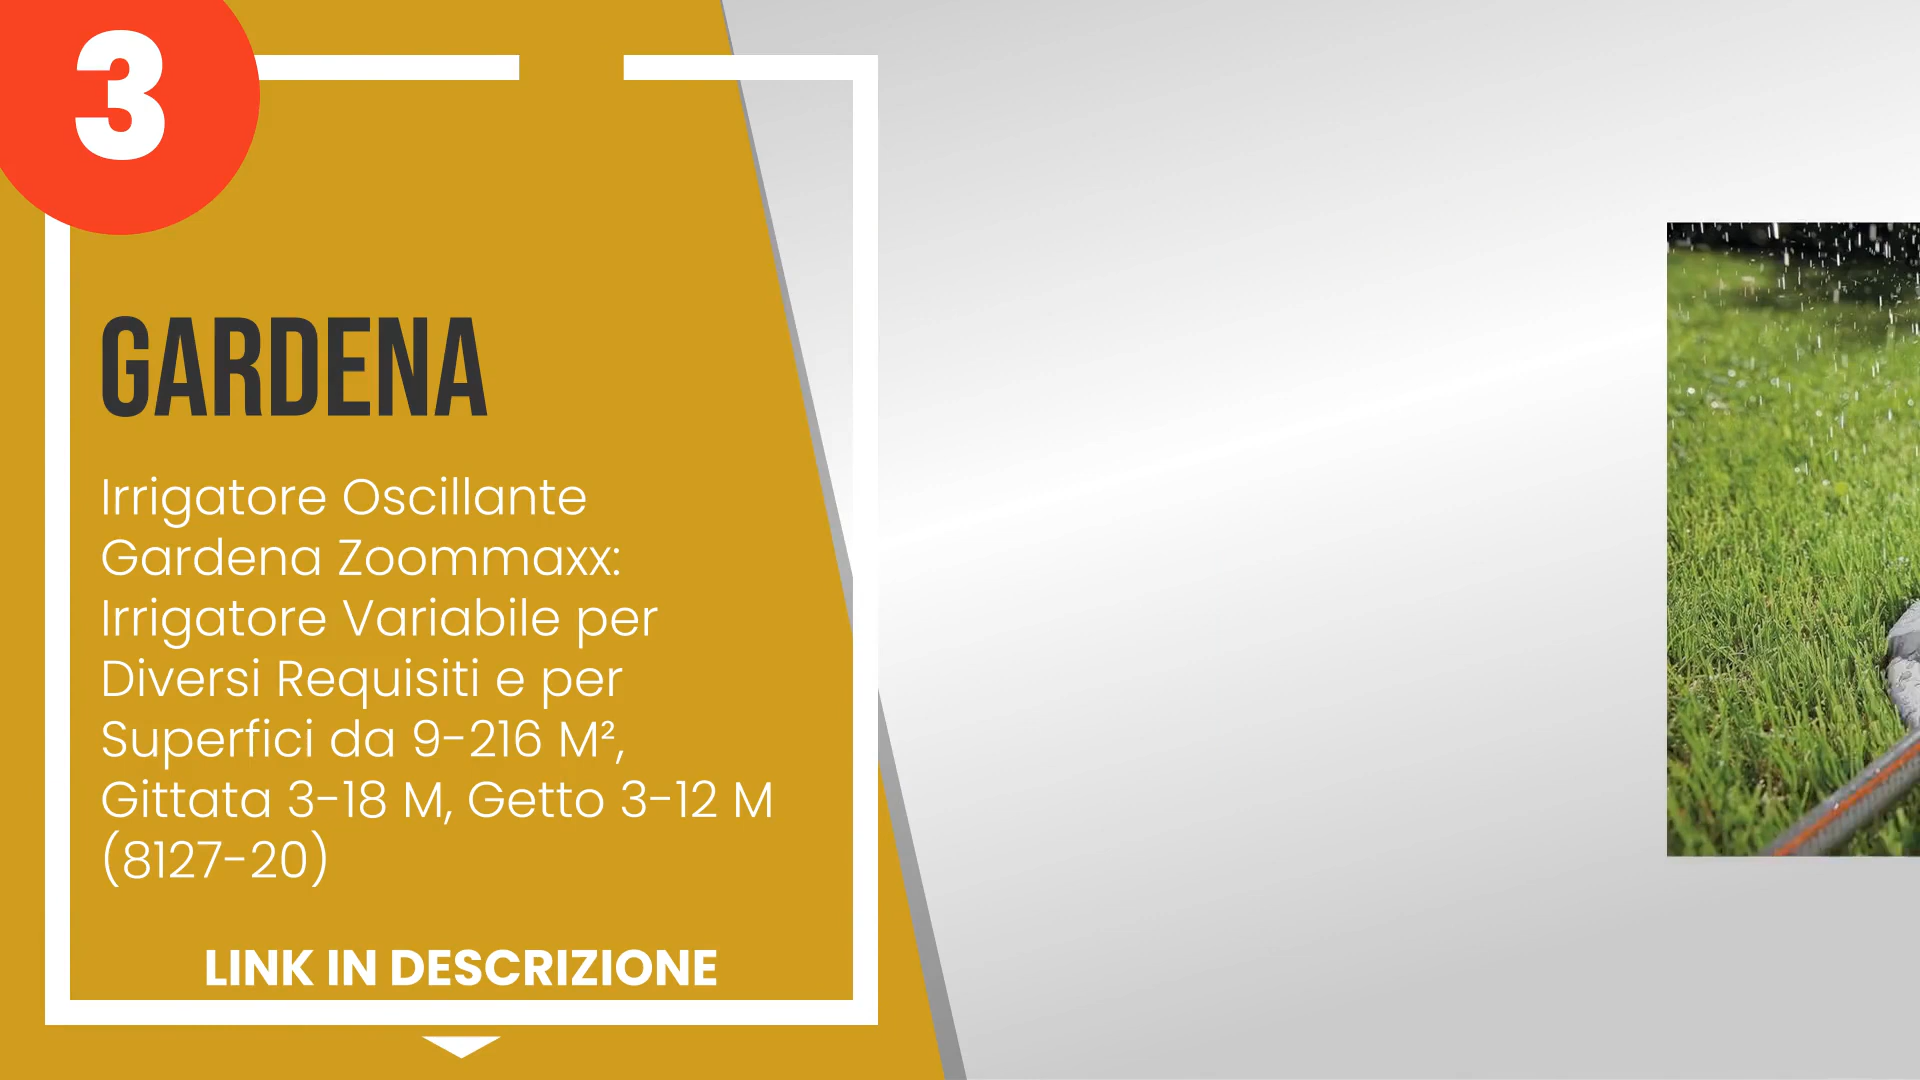 3
GARDENA
Irrigatore Oscillante
Gardena Zoommaxx:
Irrigatore Variabile per
Diversi Requisiti e per
Superfici da 9-216 M²,
Gittata 3-18 M, Getto 3-12 M
(8127-20)
LINK IN DESCRIZIONE